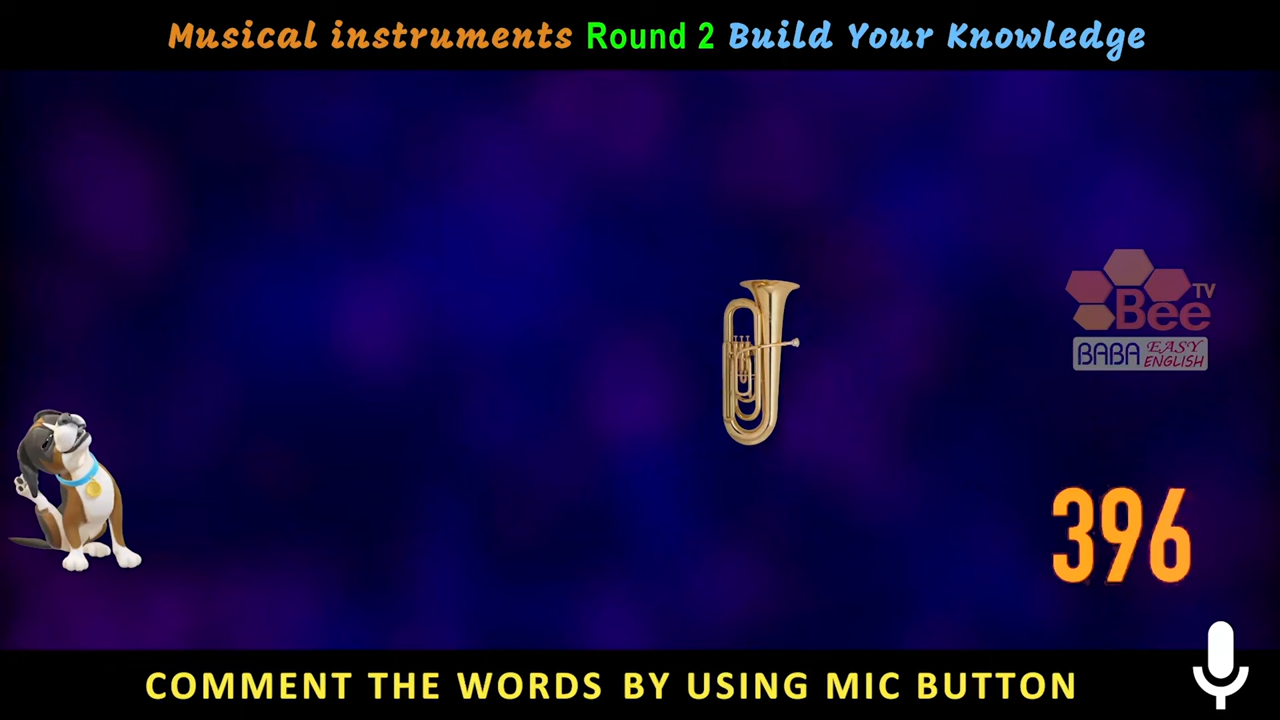 Musical instruments Round 2 Build Your Knowledge
Bee TV
BABA EASY ENGLISH
396
COMMENT THE WORDS BY USING MIC BUTTON